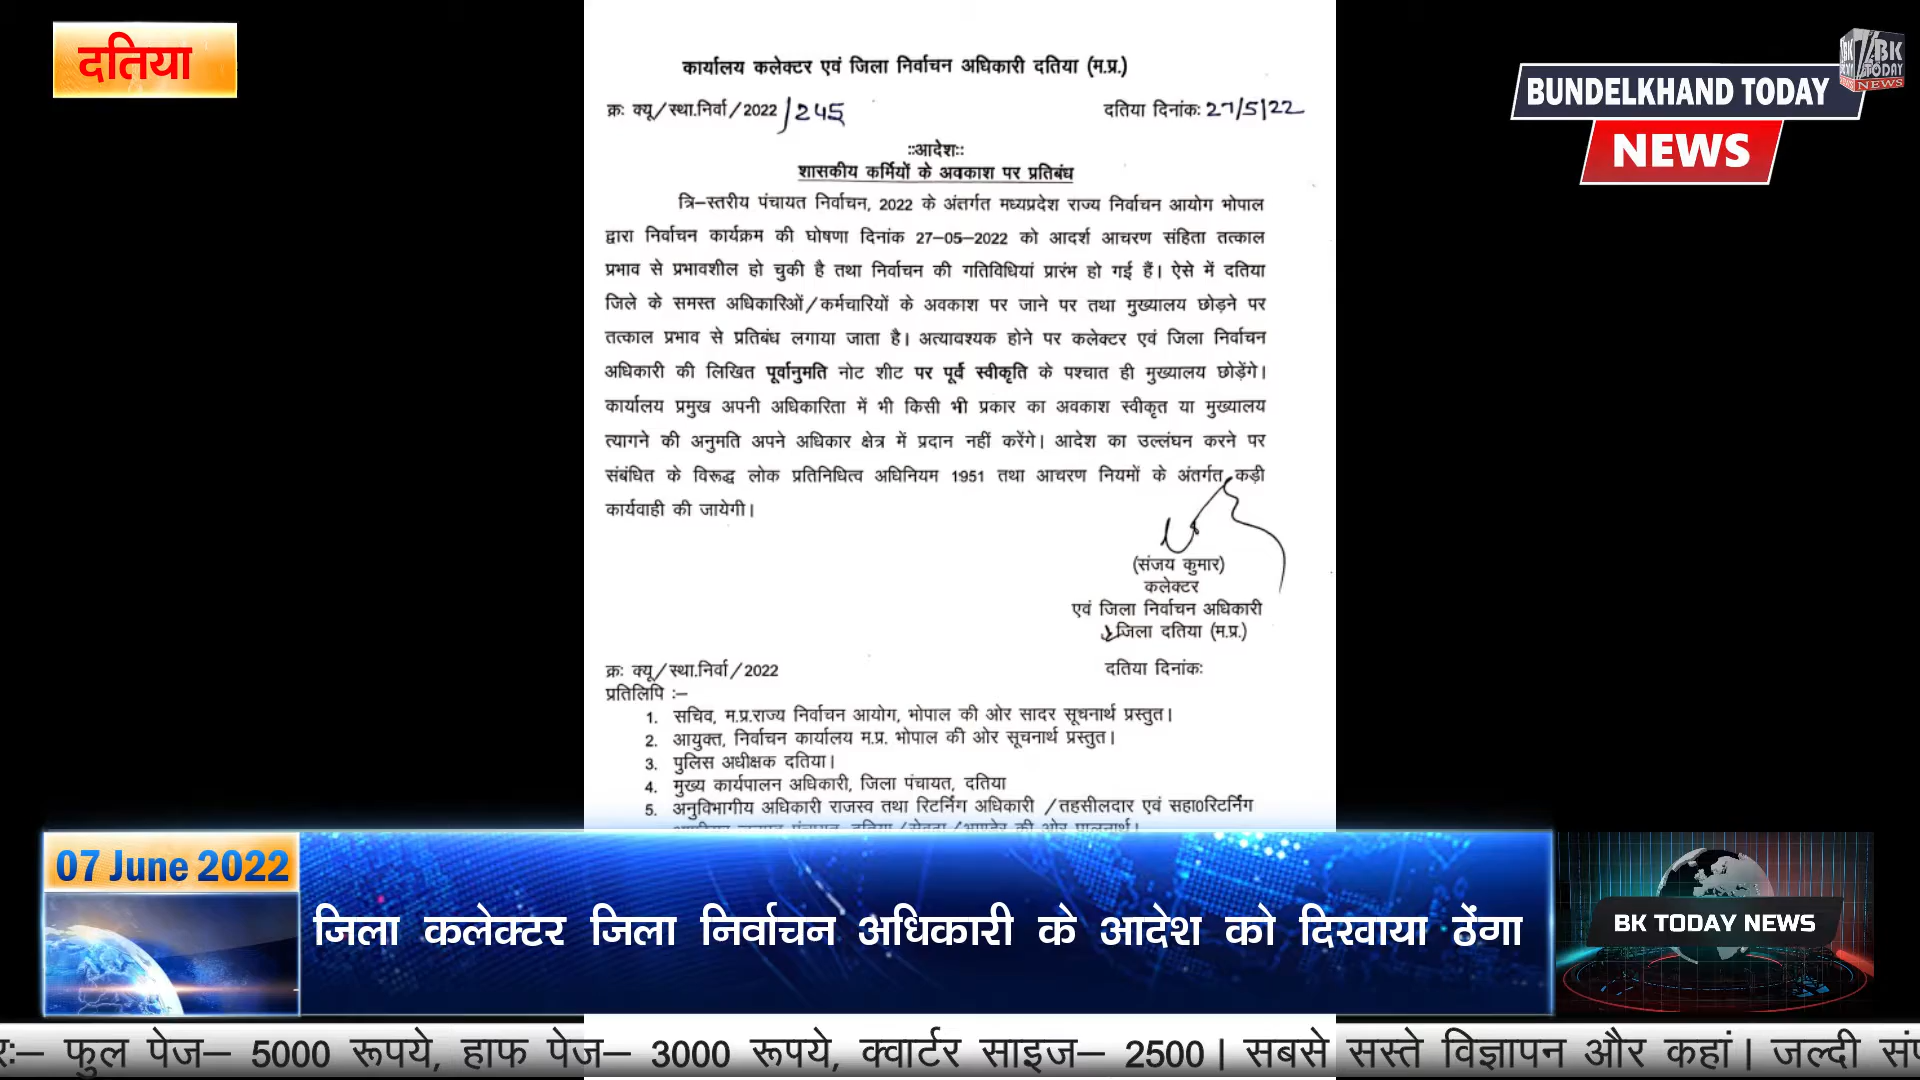 दतिया
BUNDELKHAND TODAY
NEWS
कार्यालय कलेक्टर एवं जिला निर्वाचन अधिकारी दतिया (म.प्र.)
क्रः क्यू/स्था.निर्वा/2022/245 दतिया दिनांकः 27/5/22
::आदेशः:
शासकीय कर्मियों के अवकाश पर प्रतिबंध
त्रि–स्तरीय पंचायत निर्वाचन, 2022 के अंतर्गत मध्यप्रदेश राज्य निर्वाचन आयोग भोपाल
द्वारा निर्वाचन कार्यक्रम की घोषणा दिनांक 27–05–2022 को आदर्श आचरण संहिता तत्काल
प्रभाव से प्रभावशील हो चुकी है तथा निर्वाचन की गतिविधियां प्रारंभ हो गई हैं। ऐसे में दतिया
जिले के समस्त अधिकारिओं/कर्मचारियों के अवकाश पर जाने पर तथा मुख्यालय छोड़ने पर
तत्काल प्रभाव से प्रतिबंध लगाया जाता है। अत्यावश्यक होने पर कलेक्टर एवं जिला निर्वाचन
अधिकारी की लिखित पूर्वानुमति नोट शीट पर पूर्व स्वीकृति के पश्चात ही मुख्यालय छोड़ेंगे।
कार्यालय प्रमुख अपनी अधिकारिता में भी किसी भी प्रकार का अवकाश स्वीकृत या मुख्यालय
त्यागने की अनुमति अपने अधिकार क्षेत्र में प्रदान नहीं करेंगे। आदेश का उल्लंघन करने पर
संबंधित के विरूद्ध लोक प्रतिनिधित्व अधिनियम 1951 तथा आचरण नियमों के अंतर्गत कड़ी
कार्यवाही की जायेगी।
(संजय कुमार)
कलेक्टर
एवं जिला निर्वाचन अधिकारी
जिला दतिया (म.प्र.)
क्रः क्यू/स्था.निर्वा/2022 दतिया दिनांकः
प्रतिलिपि :–
1. सचिव, म.प्र.राज्य निर्वाचन आयोग, भोपाल की ओर सादर सूचनार्थ प्रस्तुत।
2. आयुक्त, निर्वाचन कार्यालय म.प्र. भोपाल की ओर सूचनार्थ प्रस्तुत।
3. पुलिस अधीक्षक दतिया।
4. मुख्य कार्यपालन अधिकारी, जिला पंचायत, दतिया
5. अनुविभागीय अधिकारी राजस्व तथा रिटर्निंग अधिकारी /तहसीलदार एवं सहा0रिटर्निंग
07 June 2022
जिला कलेक्टर जिला निर्वाचन अधिकारी के आदेश को दिखाया ठेंगा
BK TODAY NEWS
रः– फुल पेज– 5000 रूपये, हाफ पेज– 3000 रूपये, क्वार्टर साइज– 2500। सबसे सस्ते विज्ञापन और कहां। जल्दी